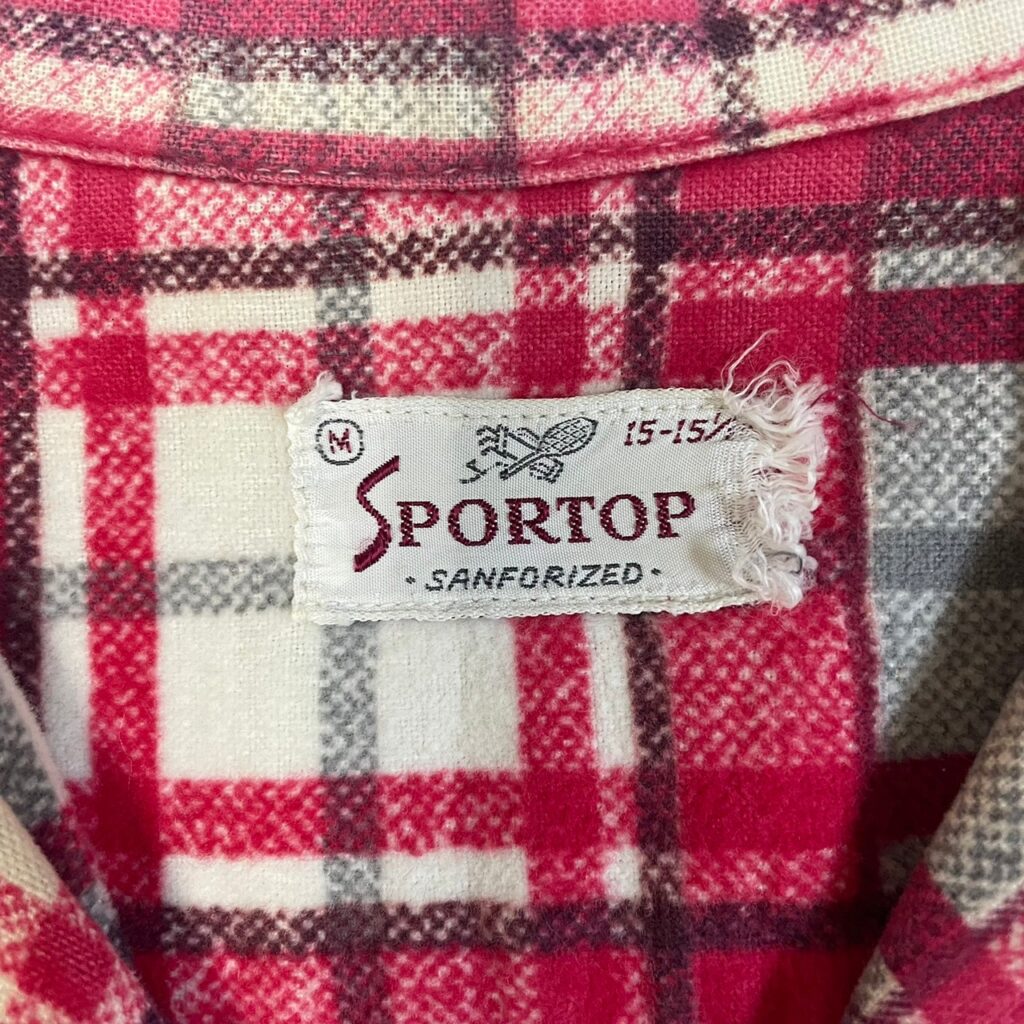 M
15-15½
SPORTOP
· SANFORIZED ·